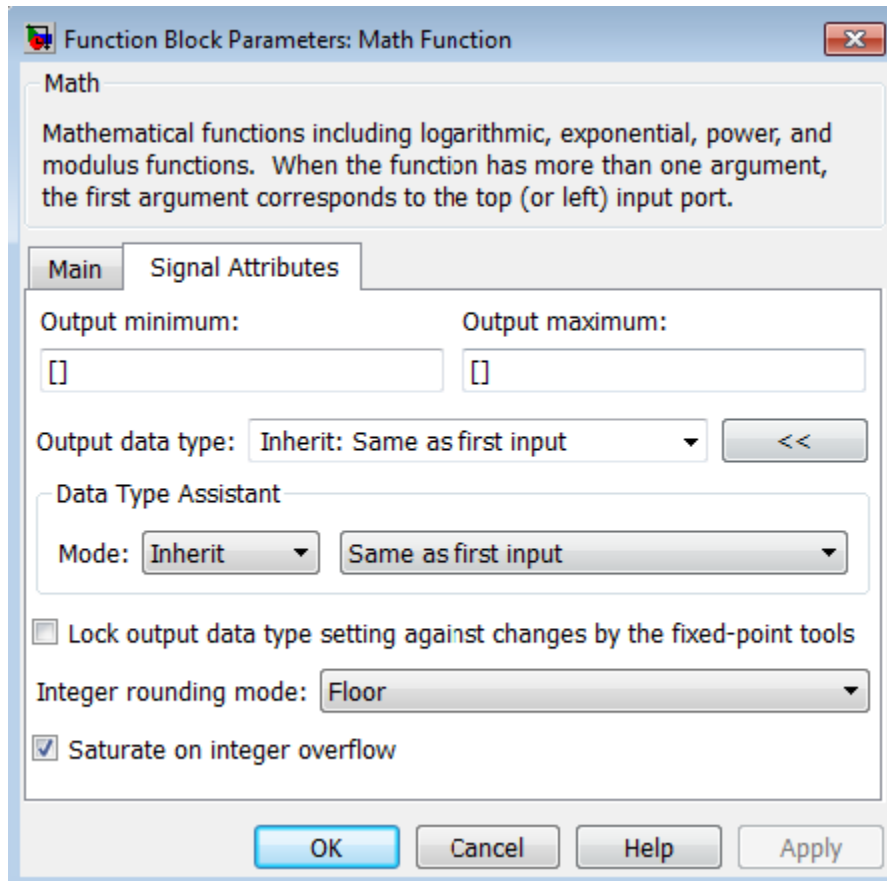 Function Block Parameters: Math Function
Math
Mathematical functions including logarithmic, exponential, power, and
modulus functions.  When the function has more than one argument,
the first argument corresponds to the top (or left) input port.
Main Signal Attributes
Output minimum: Output maximum:
[] []
Output data type: Inherit: Same as first input <<
Data Type Assistant
Mode: Inherit Same as first input
Lock output data type setting against changes by the fixed-point tools
Integer rounding mode: Floor
Saturate on integer overflow
OK Cancel Help Apply